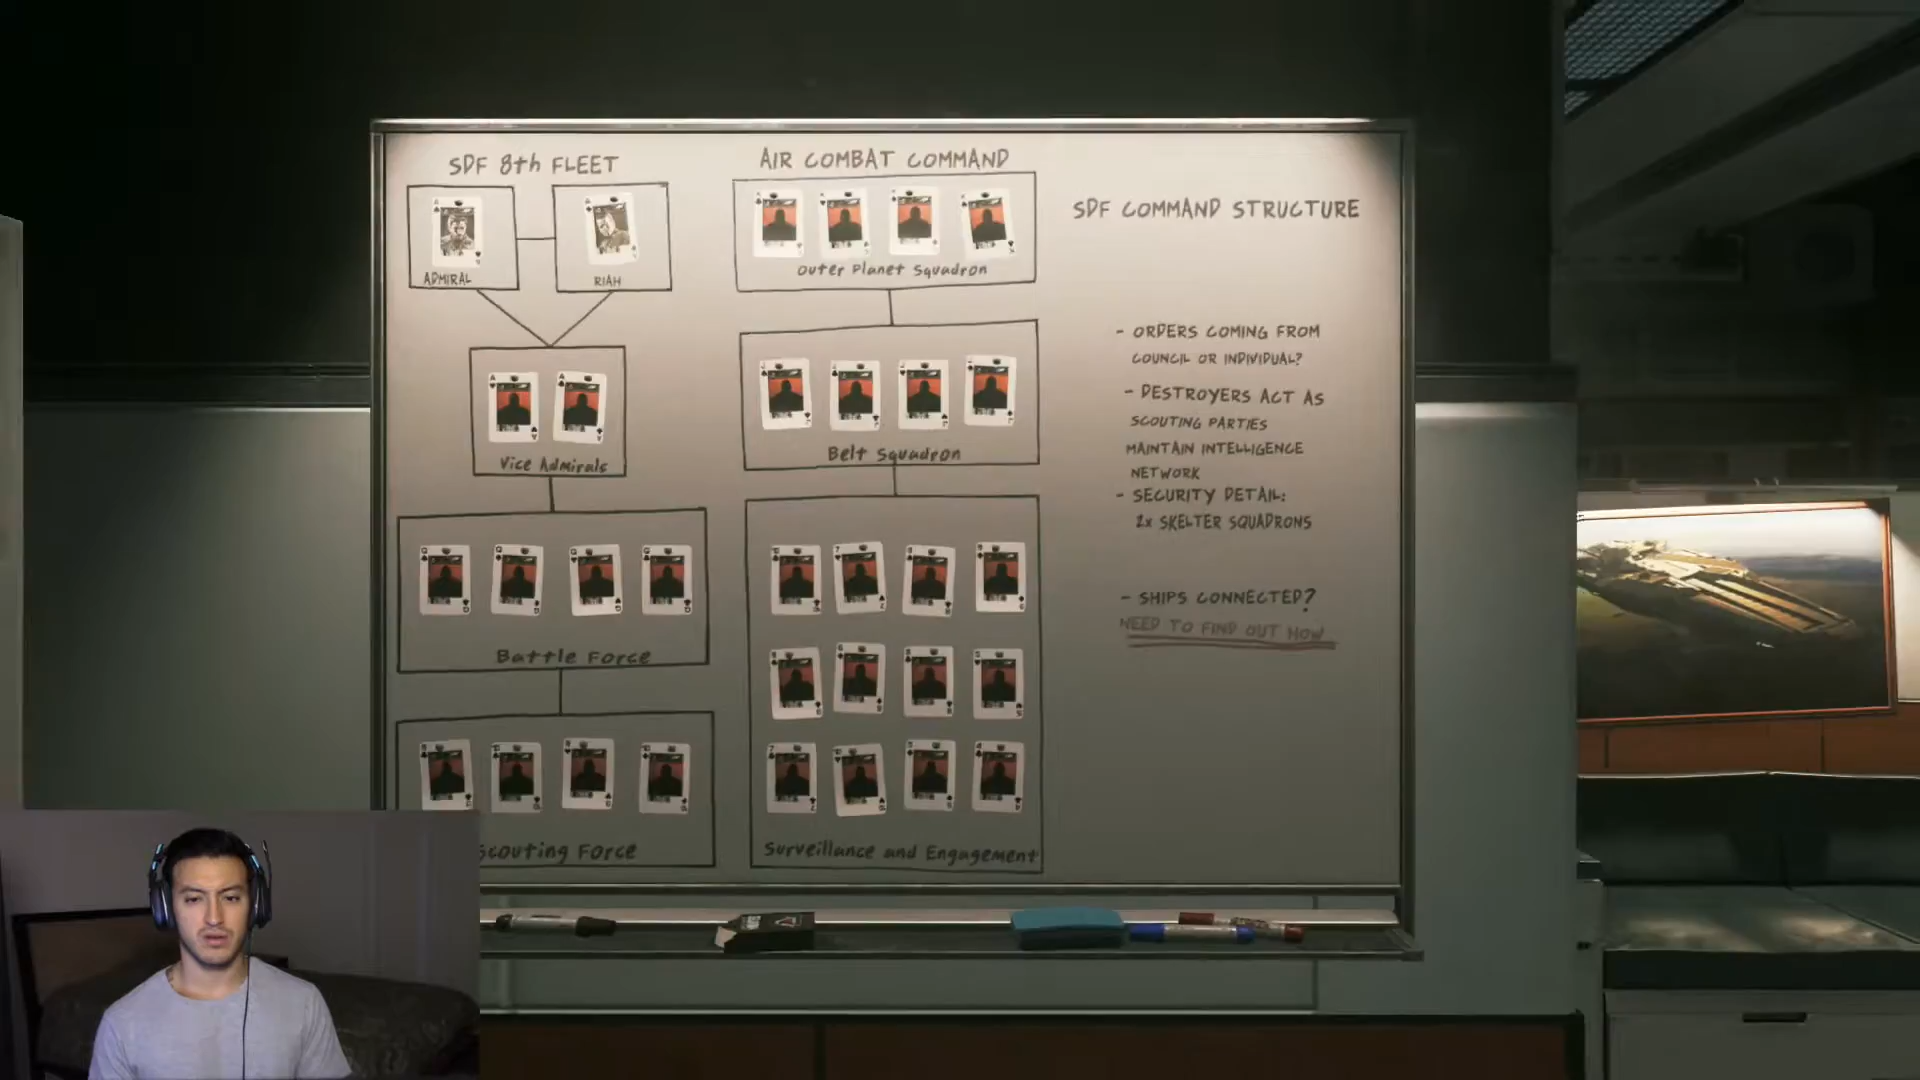 SDF 8th FLEET
ADMIRAL
RIAH
Vice Admirals
Battle Force
Scouting Force
AIR COMBAT COMMAND
Outer Planet Squadron
Belt Squadron
Surveillance and Engagement
SDF COMMAND STRUCTURE
- ORDERS COMING FROM
COUNCIL OR INDIVIDUAL?
- DESTROYERS ACT AS
SCOUTING PARTIES
MAINTAIN INTELLIGENCE
NETWORK
- SECURITY DETAIL:
2x SKELTER SQUADRONS
- SHIPS CONNECTED?
NEED TO FIND OUT HOW